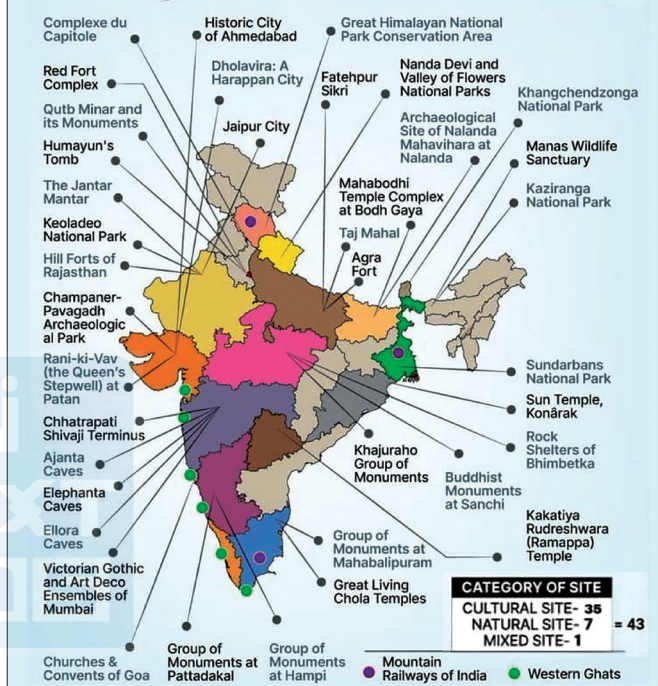 Complexe du
Capitole
Historic City
of Ahmedabad
Great Himalayan National
Park Conservation Area
Red Fort
Complex
Dholavira: A
Harappan City
Fatehpur
Sikri
Nanda Devi and
Valley of Flowers
National Parks
Khangchendzonga
National Park
Qutb Minar and
its Monuments
Jaipur City
Archaeological
Site of Nalanda
Mahavihara at
Nalanda
Manas Wildlife
Sanctuary
Humayun's
Tomb
Mahabodhi
Temple Complex
at Bodh Gaya
Kaziranga
National Park
The Jantar
Mantar
Keoladeo
National Park
Taj Mahal
Agra
Fort
Hill Forts of
Rajasthan
Champaner-
Pavagadh
Archaeologic
al Park
Rani-ki-Vav
(the Queen's
Stepwell) at
Patan
Sundarbans
National Park
Sun Temple,
Konârak
Chhatrapati
Shivaji Terminus
Khajuraho
Group of
Monuments
Rock
Shelters of
Bhimbetka
Ajanta
Caves
Buddhist
Monuments
at Sanchi
Elephanta
Caves
Ellora
Caves
Kakatiya
Rudreshwara
(Ramappa)
Temple
Group of
Monuments at
Mahabalipuram
Victorian Gothic
and Art Deco
Ensembles of
Mumbai
Great Living
Chola Temples
CATEGORY OF SITE
CULTURAL SITE- 35
NATURAL SITE- 7 = 43
MIXED SITE- 1
Churches &
Convents of Goa
Group of
Monuments at
Pattadakal
Group of
Monuments
at Hampi
Mountain
Railways of India
Western Ghats